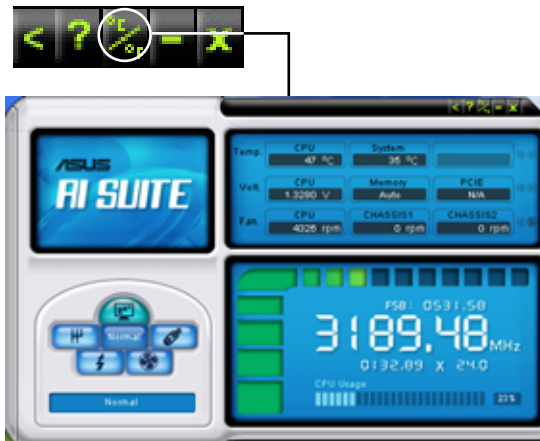 < ? °C/°F - x
< ? °C/°F - x
ASUS
AI SUITE
Temp. CPU System
47 °C 35 °C
Volt. CPU Memory PCIE
1.3280 V Auto N/A
Fan. CPU CHASSIS1 CHASSIS2
4326 rpm 0 rpm 0 rpm
Normal
Normal
FSB: 0531.58
3189.48 MHz
0132.89 X 24.0
CPU Usage
23%